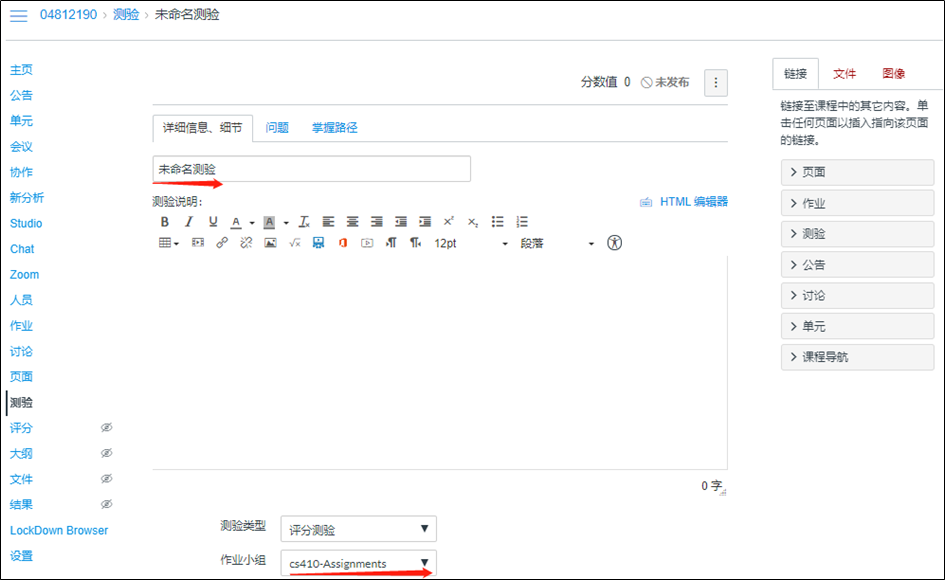 04812190 › 测验 › 未命名测验
主页
公告
单元
会议
协作
新分析
Studio
Chat
Zoom
人员
作业
讨论
页面
测验
评分
大纲
文件
结果
LockDown Browser
设置
分数值 0 未发布
详细信息、细节 问题 掌握路径
未命名测验
测验说明:
HTML 编辑器
B I U A A
12pt 段落
0 字
测验类型 评分测验
作业小组 cs410-Assignments
链接 文件 图像
链接至课程中的其它内容。单
击任何页面以插入指向该页面
的链接。
页面
作业
测验
公告
讨论
单元
课程导航